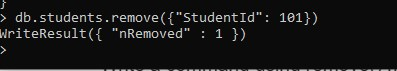 }
> db.students.remove({"StudentId": 101})
WriteResult({ "nRemoved" : 1 })
>